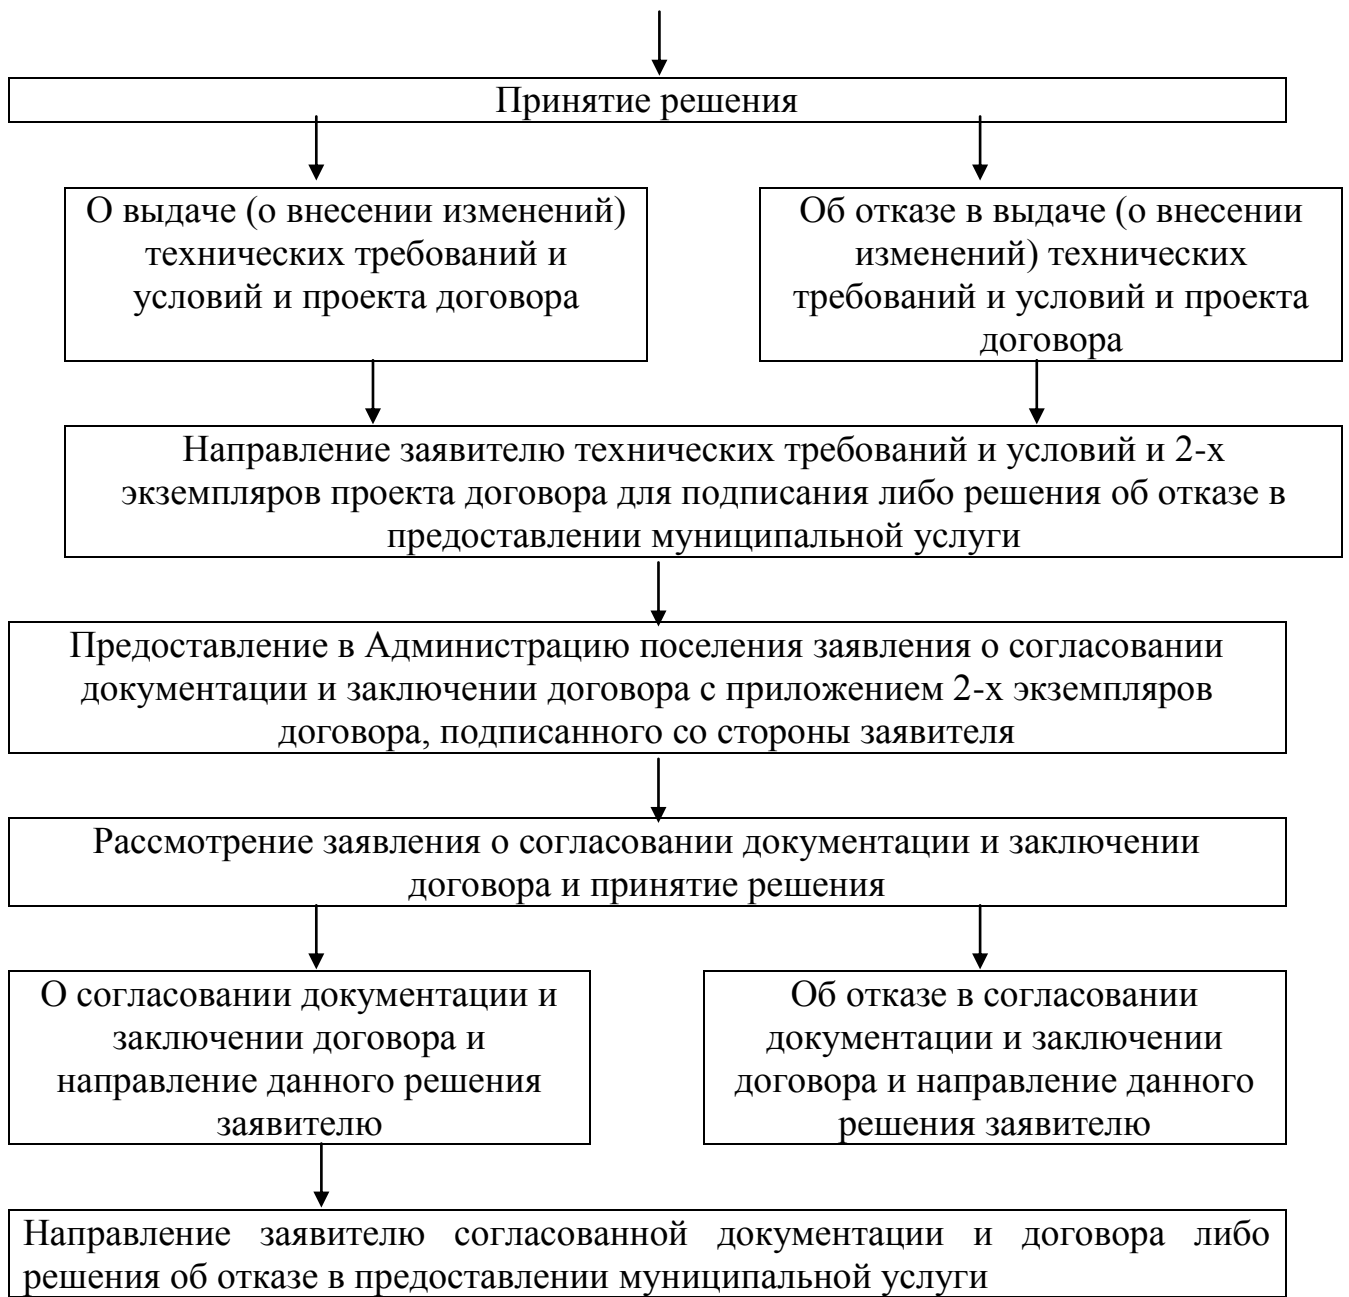 Принятие решения
О выдаче (о внесении изменений)
технических требований и
условий и проекта договора
Об отказе в выдаче (о внесении
изменений) технических
требований и условий и проекта
договора
Направление заявителю технических требований и условий и 2-х
экземпляров проекта договора для подписания либо решения об отказе в
предоставлении муниципальной услуги
Предоставление в Администрацию поселения заявления о согласовании
документации и заключении договора с приложением 2-х экземпляров
договора, подписанного со стороны заявителя
Рассмотрение заявления о согласовании документации и заключении
договора и принятие решения
О согласовании документации и
заключении договора и
направление данного решения
заявителю
Об отказе в согласовании
документации и заключении
договора и направление данного
решения заявителю
Направление заявителю согласованной документации и договора либо
решения об отказе в предоставлении муниципальной услуги